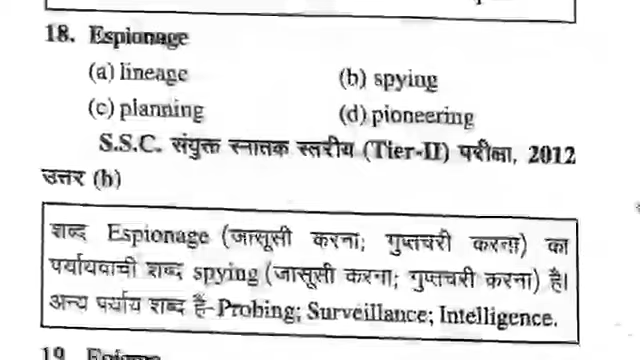 18. Espionage
(a) lineage (b) spying
(c) planning (d) pioneering
S.S.C. संयुक्त स्नातक स्तरीय (Tier-II) परीक्षा, 2012
उत्तर (b)
शब्द Espionage (जासूसी करना; गुप्तचरी करना) का
पर्यायवाची शब्द spying (जासूसी करना; गुप्तचरी करना) है।
अन्य पर्याय शब्द हैं-Probing; Surveillance; Intelligence.
19.